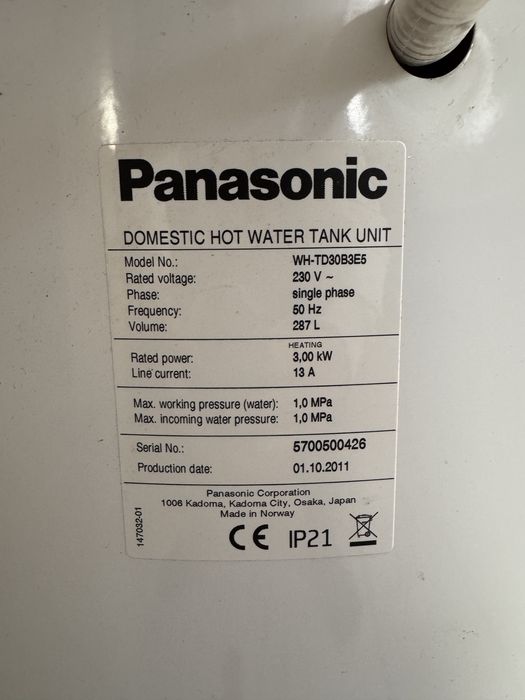 Panasonic
DOMESTIC HOT WATER TANK UNIT
Model No.: WH-TD30B3E5
Rated voltage: 230 V ~
Phase: single phase
Frequency: 50 Hz
Volume: 287 L
HEATING
Rated power: 3,00 kW
Line current: 13 A
Max. working pressure (water): 1,0 MPa
Max. incoming water pressure: 1,0 MPa
Serial No.: 5700500426
Production date: 01.10.2011
Panasonic Corporation
1006 Kadoma, Kadoma City, Osaka, Japan
Made in Norway
147032-01
CE IP21